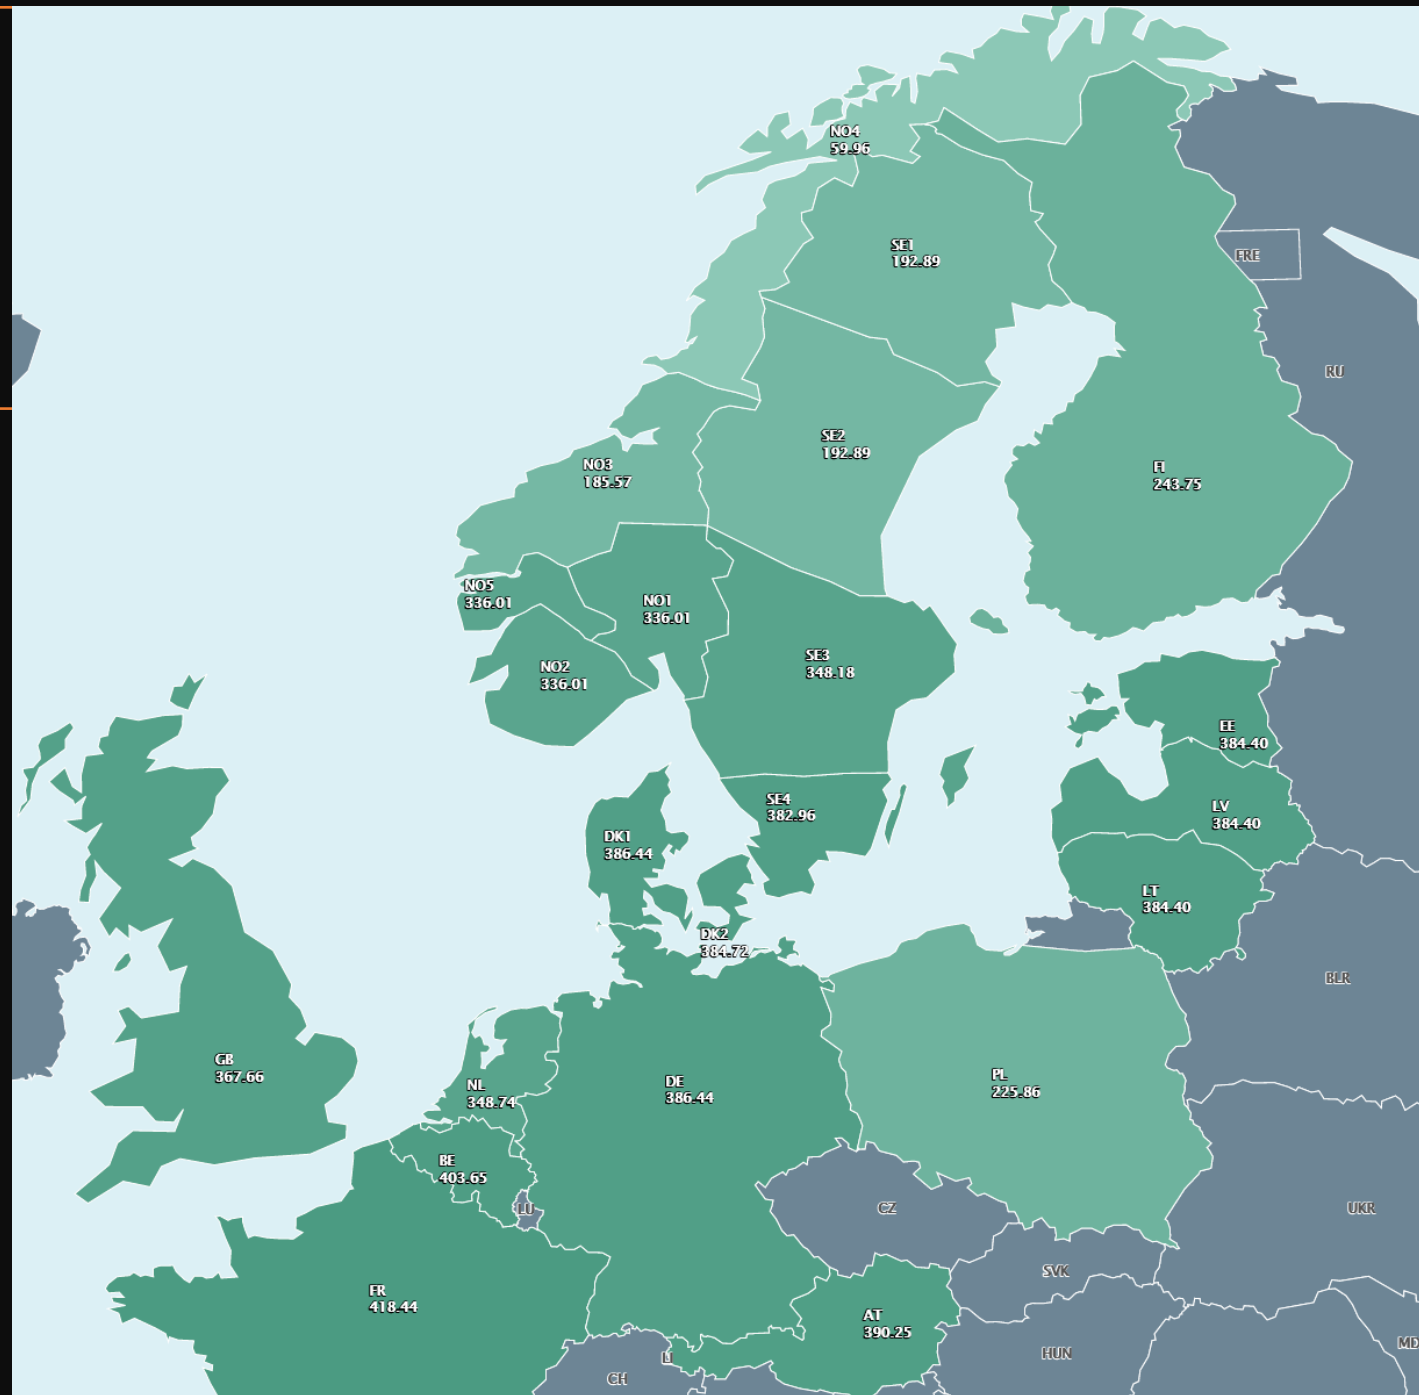 NO4
59.96
SE1
192.89
FRE
RU
SE2
192.89
NO3
185.57
FI
243.75
NO5
336.01
NO1
336.01
NO2
336.01
SE3
348.18
EE
384.40
SE4
382.96
LV
384.40
DK1
386.44
LT
384.40
DK2
384.72
BLR
GB
367.66
NL
348.74
DE
386.44
PL
225.86
BE
403.65
LU
CZ
UKR
SVK
FR
418.44
AT
390.25
MD
HUN
LI
CH